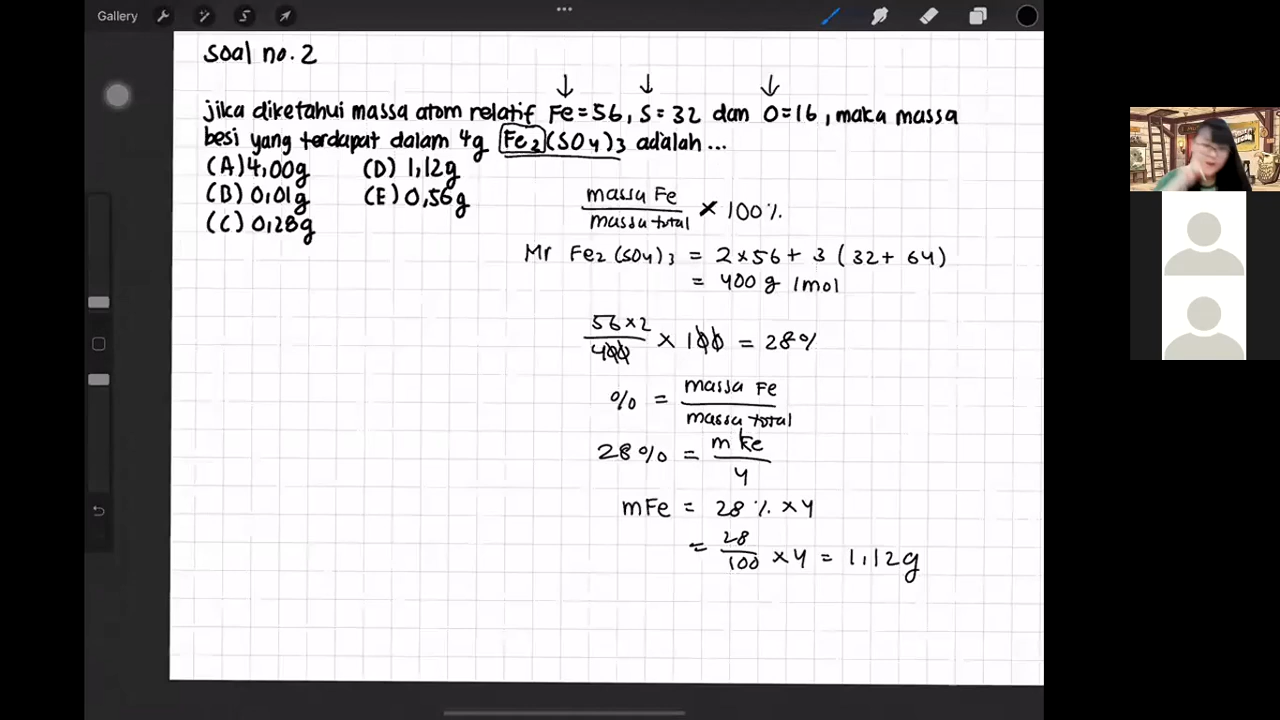 Gallery
soal no. 2
jika diketahui massa atom relatif Fe = 56, S = 32 dan O = 16, maka massa
besi yang terdapat dalam 4g Fe₂(SO₄)₃ adalah ...
(A) 4,00g (D) 1,12g
(B) 0,01g (E) 0,56g
(C) 0,28g
massa Fe / massa total × 100%
Mr Fe₂(SO₄)₃ = 2×56 + 3 (32 + 64)
= 400 g /mol
56×2 / 400 × 100 = 28%
% = massa Fe / massa total
28% = m Fe / 4
mFe = 28% × 4
= 28/100 × 4 = 1,12g